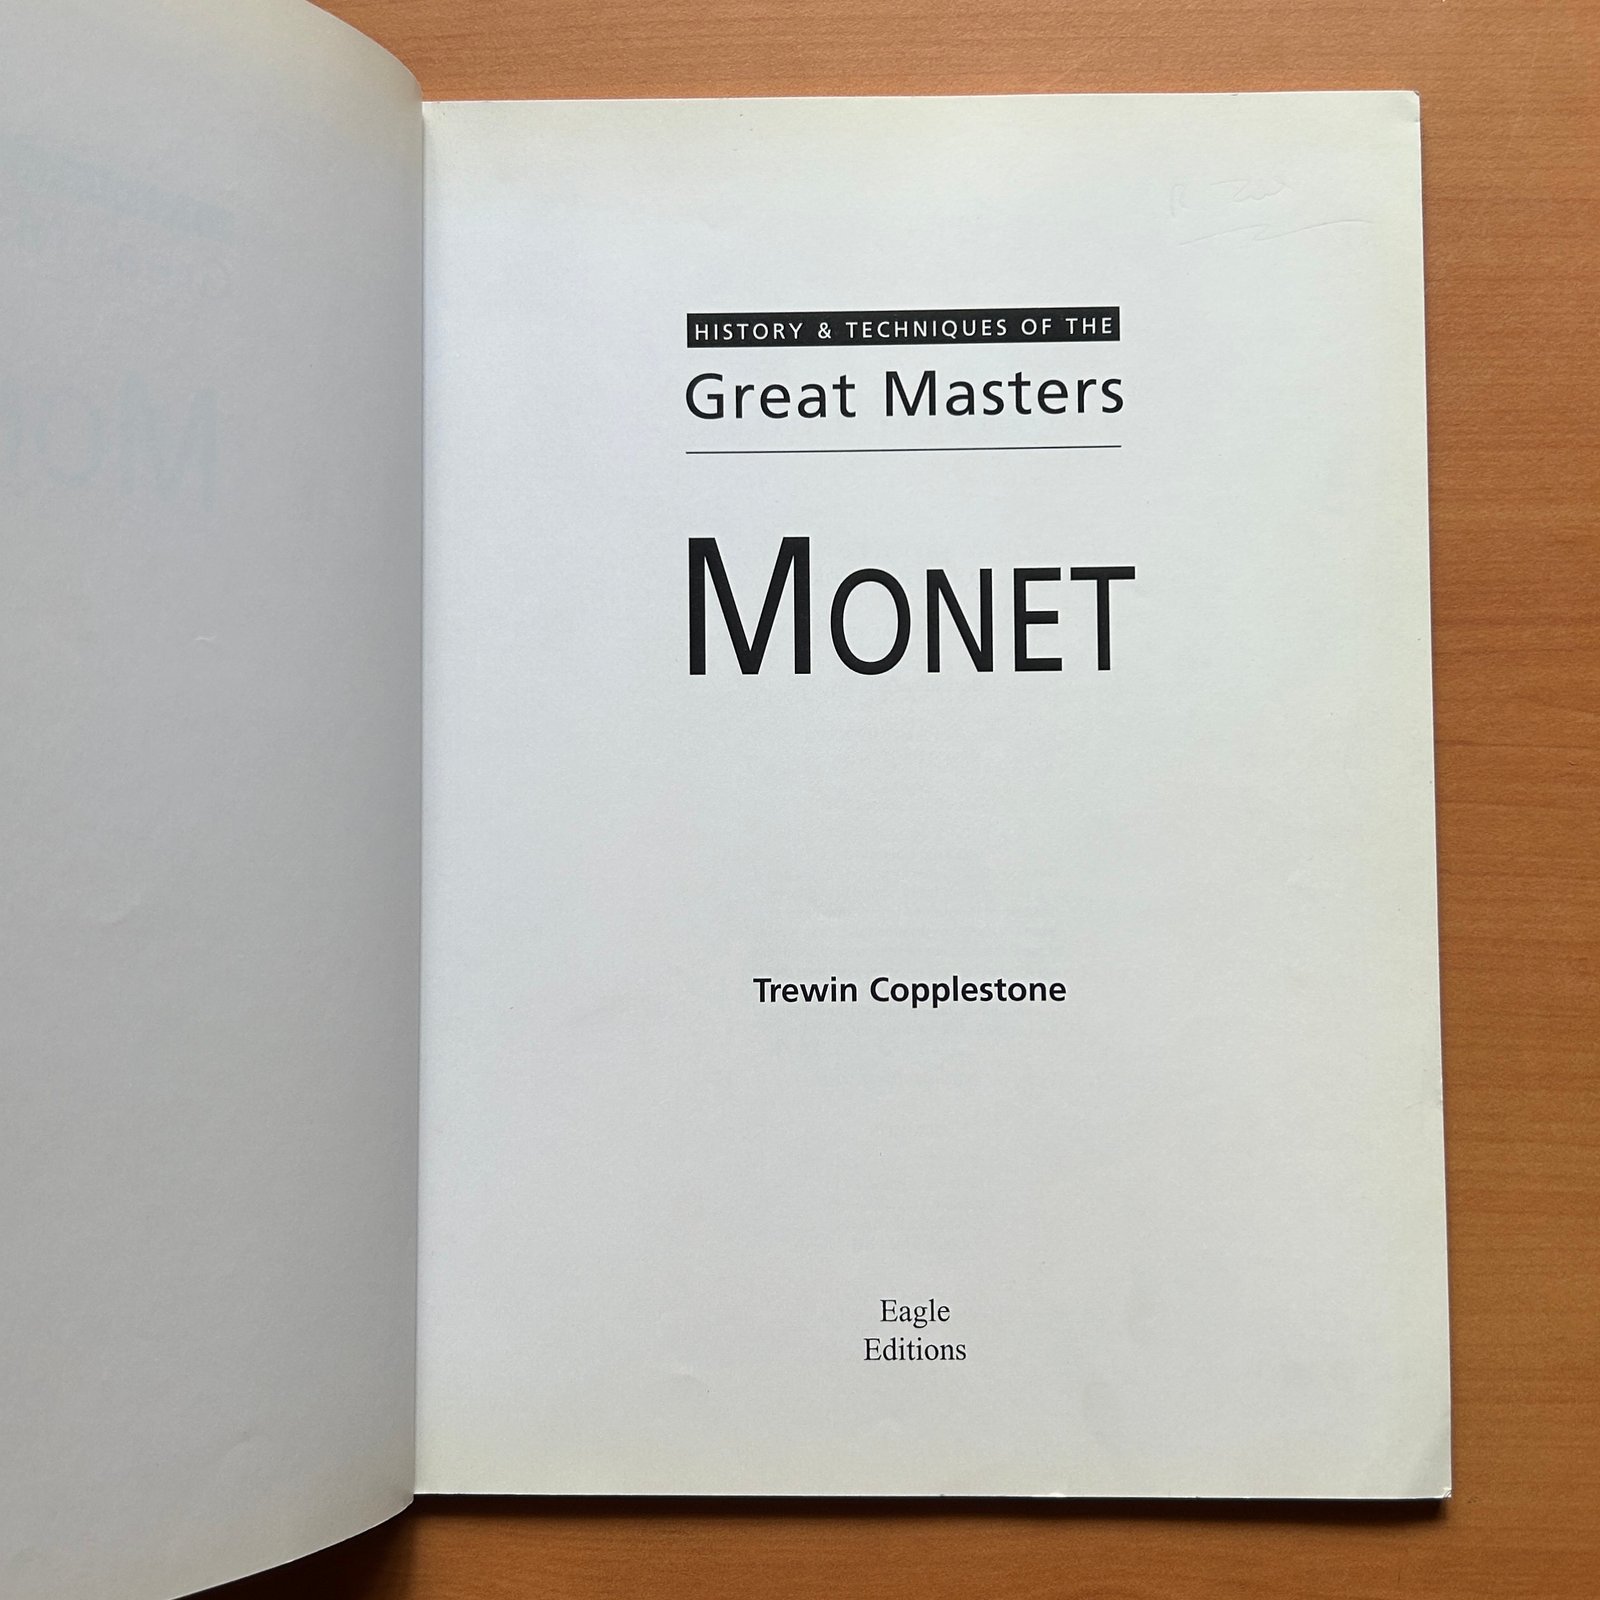 HISTORY & TECHNIQUES OF THE
Great Masters
MONET
Trewin Copplestone
Eagle
Editions